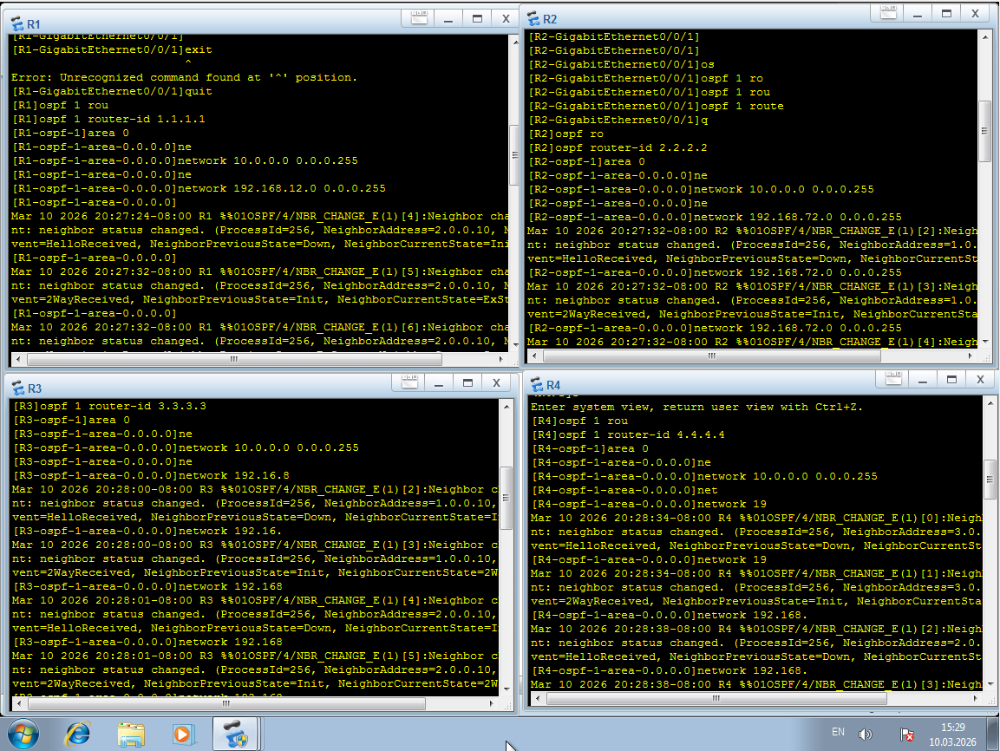 R1
[R1-GigabitEthernet0/0/1]
[R1-GigabitEthernet0/0/1]exit
^
Error: Unrecognized command found at '^' position.
[R1-GigabitEthernet0/0/1]quit
[R1]ospf 1 rou
[R1]ospf 1 router-id 1.1.1.1
[R1-ospf-1]area 0
[R1-ospf-1-area-0.0.0.0]ne
[R1-ospf-1-area-0.0.0.0]network 10.0.0.0 0.0.0.255
[R1-ospf-1-area-0.0.0.0]ne
[R1-ospf-1-area-0.0.0.0]network 192.168.12.0 0.0.0.255
[R1-ospf-1-area-0.0.0.0]
Mar 10 2026 20:27:24-08:00 R1 %%01OSPF/4/NBR_CHANGE_E(l)[4]:Neighbor cha
nt: neighbor status changed. (ProcessId=256, NeighborAddress=2.0.0.10, N
vent=HelloReceived, NeighborPreviousState=Down, NeighborCurrentState=Ini
[R1-ospf-1-area-0.0.0.0]
Mar 10 2026 20:27:32-08:00 R1 %%01OSPF/4/NBR_CHANGE_E(l)[5]:Neighbor cha
nt: neighbor status changed. (ProcessId=256, NeighborAddress=2.0.0.10, N
vent=2WayReceived, NeighborPreviousState=Init, NeighborCurrentState=ExSt
[R1-ospf-1-area-0.0.0.0]
Mar 10 2026 20:27:32-08:00 R1 %%01OSPF/4/NBR_CHANGE_E(l)[6]:Neighbor cha
nt: neighbor status changed. (ProcessId=256, NeighborAddress=2.0.0.10, N
R2
[R2-GigabitEthernet0/0/1]
[R2-GigabitEthernet0/0/1]
[R2-GigabitEthernet0/0/1]os
[R2-GigabitEthernet0/0/1]ospf 1 ro
[R2-GigabitEthernet0/0/1]ospf 1 rou
[R2-GigabitEthernet0/0/1]ospf 1 route
[R2-GigabitEthernet0/0/1]q
[R2]ospf ro
[R2]ospf router-id 2.2.2.2
[R2-ospf-1]area 0
[R2-ospf-1-area-0.0.0.0]ne
[R2-ospf-1-area-0.0.0.0]network 10.0.0.0 0.0.0.255
[R2-ospf-1-area-0.0.0.0]ne
[R2-ospf-1-area-0.0.0.0]network 192.168.72.0 0.0.0.255
Mar 10 2026 20:27:32-08:00 R2 %%01OSPF/4/NBR_CHANGE_E(l)[2]:Neigh
nt: neighbor status changed. (ProcessId=256, NeighborAddress=1.0.
vent=HelloReceived, NeighborPreviousState=Down, NeighborCurrentSt
[R2-ospf-1-area-0.0.0.0]network 192.168.72.0 0.0.0.255
Mar 10 2026 20:27:32-08:00 R2 %%01OSPF/4/NBR_CHANGE_E(l)[3]:Neigh
nt: neighbor status changed. (ProcessId=256, NeighborAddress=1.0.
vent=2WayReceived, NeighborPreviousState=Init, NeighborCurrentSta
[R2-ospf-1-area-0.0.0.0]network 192.168.72.0 0.0.0.255
Mar 10 2026 20:27:32-08:00 R2 %%01OSPF/4/NBR_CHANGE_E(l)[4]:Neigh
R3
[R3]ospf 1 router-id 3.3.3.3
[R3-ospf-1]area 0
[R3-ospf-1-area-0.0.0.0]ne
[R3-ospf-1-area-0.0.0.0]network 10.0.0.0 0.0.0.255
[R3-ospf-1-area-0.0.0.0]ne
[R3-ospf-1-area-0.0.0.0]network 192.16.8
Mar 10 2026 20:28:00-08:00 R3 %%01OSPF/4/NBR_CHANGE_E(l)[2]:Neighbor c
nt: neighbor status changed. (ProcessId=256, NeighborAddress=1.0.0.10,
vent=HelloReceived, NeighborPreviousState=Down, NeighborCurrentState=I
[R3-ospf-1-area-0.0.0.0]network 192.16.
Mar 10 2026 20:28:00-08:00 R3 %%01OSPF/4/NBR_CHANGE_E(l)[3]:Neighbor c
nt: neighbor status changed. (ProcessId=256, NeighborAddress=1.0.0.10,
vent=2WayReceived, NeighborPreviousState=Init, NeighborCurrentState=2W
[R3-ospf-1-area-0.0.0.0]network 192.168
Mar 10 2026 20:28:01-08:00 R3 %%01OSPF/4/NBR_CHANGE_E(l)[4]:Neighbor c
nt: neighbor status changed. (ProcessId=256, NeighborAddress=2.0.0.10,
vent=HelloReceived, NeighborPreviousState=Down, NeighborCurrentState=I
[R3-ospf-1-area-0.0.0.0]network 192.168
Mar 10 2026 20:28:01-08:00 R3 %%01OSPF/4/NBR_CHANGE_E(l)[5]:Neighbor c
nt: neighbor status changed. (ProcessId=256, NeighborAddress=2.0.0.10,
vent=2WayReceived, NeighborPreviousState=Init, NeighborCurrentState=2W
[R3-ospf-1-area-0.0.0.0]network 192.168
R4
Enter system view, return user view with Ctrl+Z.
[R4]ospf 1 rou
[R4]ospf 1 router-id 4.4.4.4
[R4-ospf-1]area 0
[R4-ospf-1-area-0.0.0.0]ne
[R4-ospf-1-area-0.0.0.0]network 10.0.0.0 0.0.0.255
[R4-ospf-1-area-0.0.0.0]net
[R4-ospf-1-area-0.0.0.0]network 19
Mar 10 2026 20:28:34-08:00 R4 %%01OSPF/4/NBR_CHANGE_E(l)[0]:Neigh
nt: neighbor status changed. (ProcessId=256, NeighborAddress=3.0.
vent=HelloReceived, NeighborPreviousState=Down, NeighborCurrentSt
[R4-ospf-1-area-0.0.0.0]network 19
Mar 10 2026 20:28:34-08:00 R4 %%01OSPF/4/NBR_CHANGE_E(l)[1]:Neigh
nt: neighbor status changed. (ProcessId=256, NeighborAddress=3.0.
vent=2WayReceived, NeighborPreviousState=Init, NeighborCurrentSta
[R4-ospf-1-area-0.0.0.0]network 192.168.
Mar 10 2026 20:28:38-08:00 R4 %%01OSPF/4/NBR_CHANGE_E(l)[2]:Neigh
nt: neighbor status changed. (ProcessId=256, NeighborAddress=2.0.
vent=HelloReceived, NeighborPreviousState=Down, NeighborCurrentSt
[R4-ospf-1-area-0.0.0.0]network 192.168.
Mar 10 2026 20:28:38-08:00 R4 %%01OSPF/4/NBR_CHANGE_E(l)[3]:Neigh
EN
15:29
10.03.2026